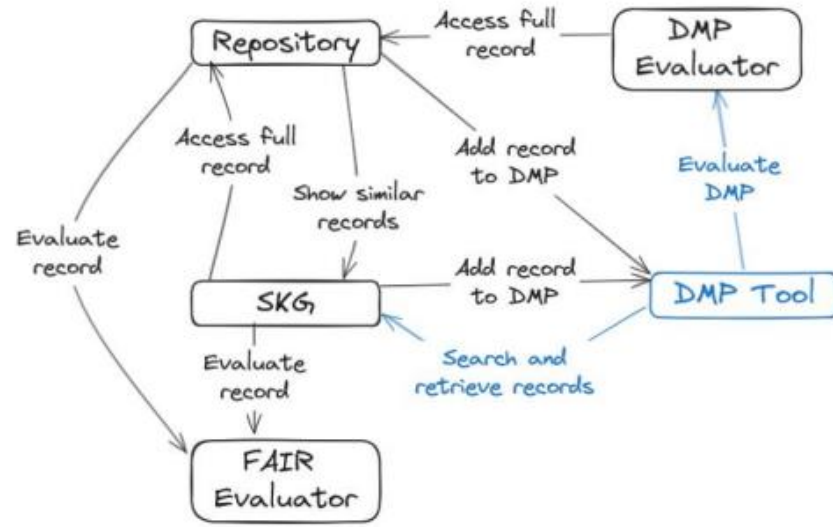 Repository
Access full
record
DMP
Evaluator
Access full
record
Add record
to DMP
Evaluate
DMP
Show similar
records
Evaluate
record
SKG
Add record
to DMP
DMP Tool
Evaluate
record
Search and
retrieve records
FAIR
Evaluator